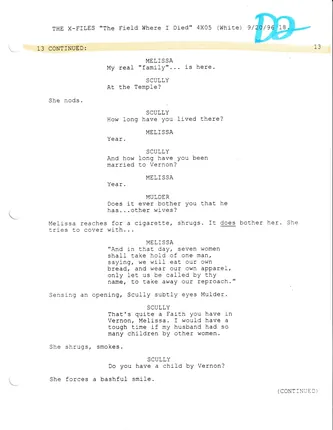 THE X-FILES "The Field Where I Died" 4X05 (White) 9/20/96 18.
DD
13 CONTINUED: 13
MELISSA
My real "family"... is here.
SCULLY
At the Temple?
She nods.
SCULLY
How long have you lived there?
MELISSA
Year.
SCULLY
And how long have you been
married to Vernon?
MELISSA
Year.
MULDER
Does it ever bother you that he
has...other wives?
Melissa reaches for a cigarette, shrugs. It does bother her. She
tries to cover with...
MELISSA
"And in that day, seven women
shall take hold of one man,
saying, we will eat our own
bread, and wear our own apparel,
only let us be called by thy
name, to take away our reproach."
Sensing an opening, Scully subtly eyes Mulder.
SCULLY
That's quite a Faith you have in
Vernon, Melissa. I would have a
tough time if my husband had so
many children by other women.
She shrugs, smokes.
SCULLY
Do you have a child by Vernon?
She forces a bashful smile.
(CONTINUED)